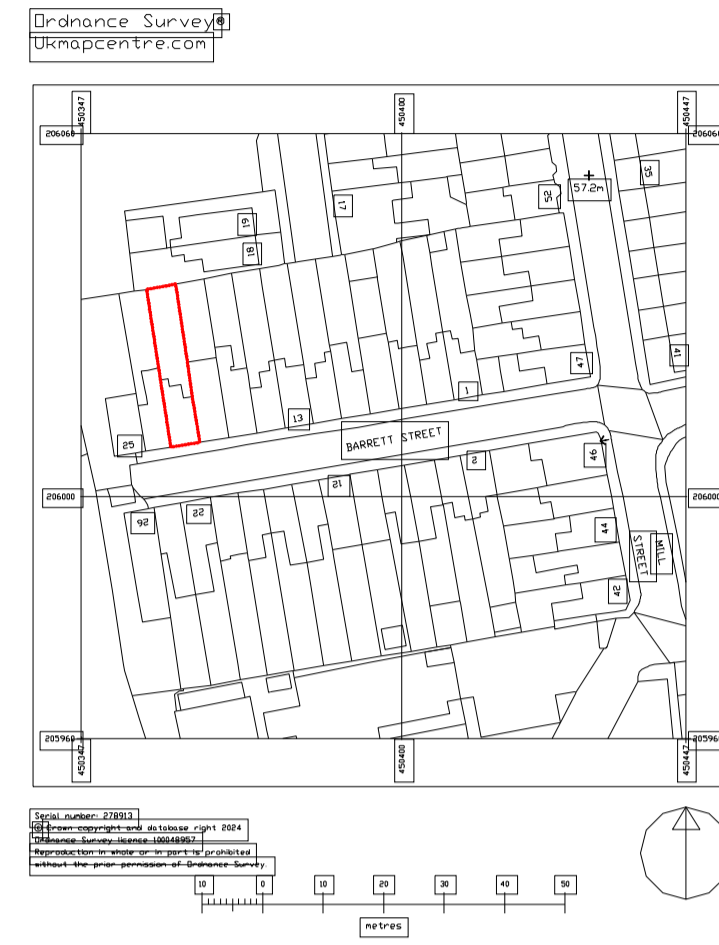 Ordnance Survey®
Ukmapcentre.com
450347
450400
450447
206060
206060
35
57.2m
25
17
19
18
47
41
1
13
25
BARRETT STREET
2
46
12
206000
206000
22
26
44
MILL
STREET
42
205960
205960
450347
450400
450447
Serial number: 278913
© Crown copyright and database right 2024
Ordnance Survey licence 100048957
Reproduction in whole or in part is prohibited
without the prior permission of Ordnance Survey.
10 0 10 20 30 40 50
metres